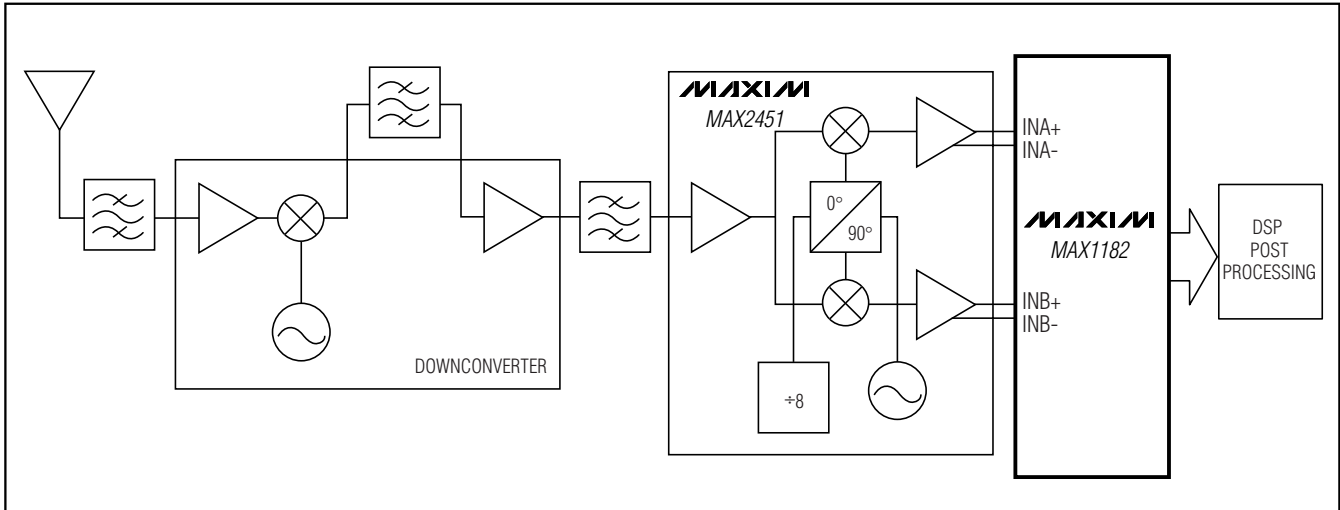 DOWNCONVERTER
MAXIM
MAX2451
0°
90°
÷8
INA+
INA-
MAXIM
MAX1182
INB+
INB-
DSP
POST
PROCESSING